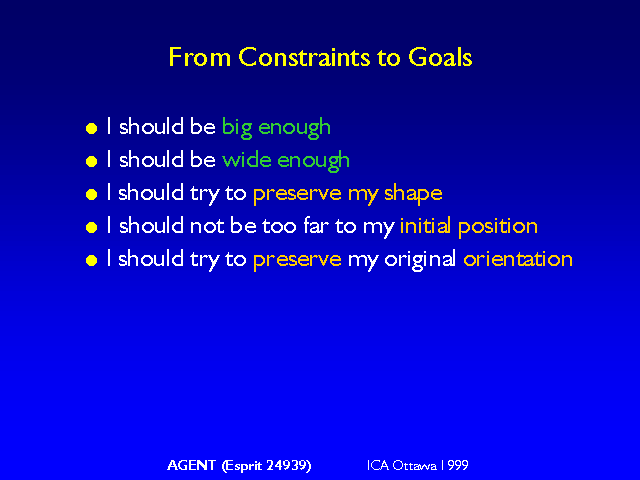 From Constraints to Goals
I should be big enough
I should be wide enough
I should try to preserve my shape
I should not be too far to my initial position
I should try to preserve my original orientation
AGENT (Esprit 24939) ICA Ottawa 1999